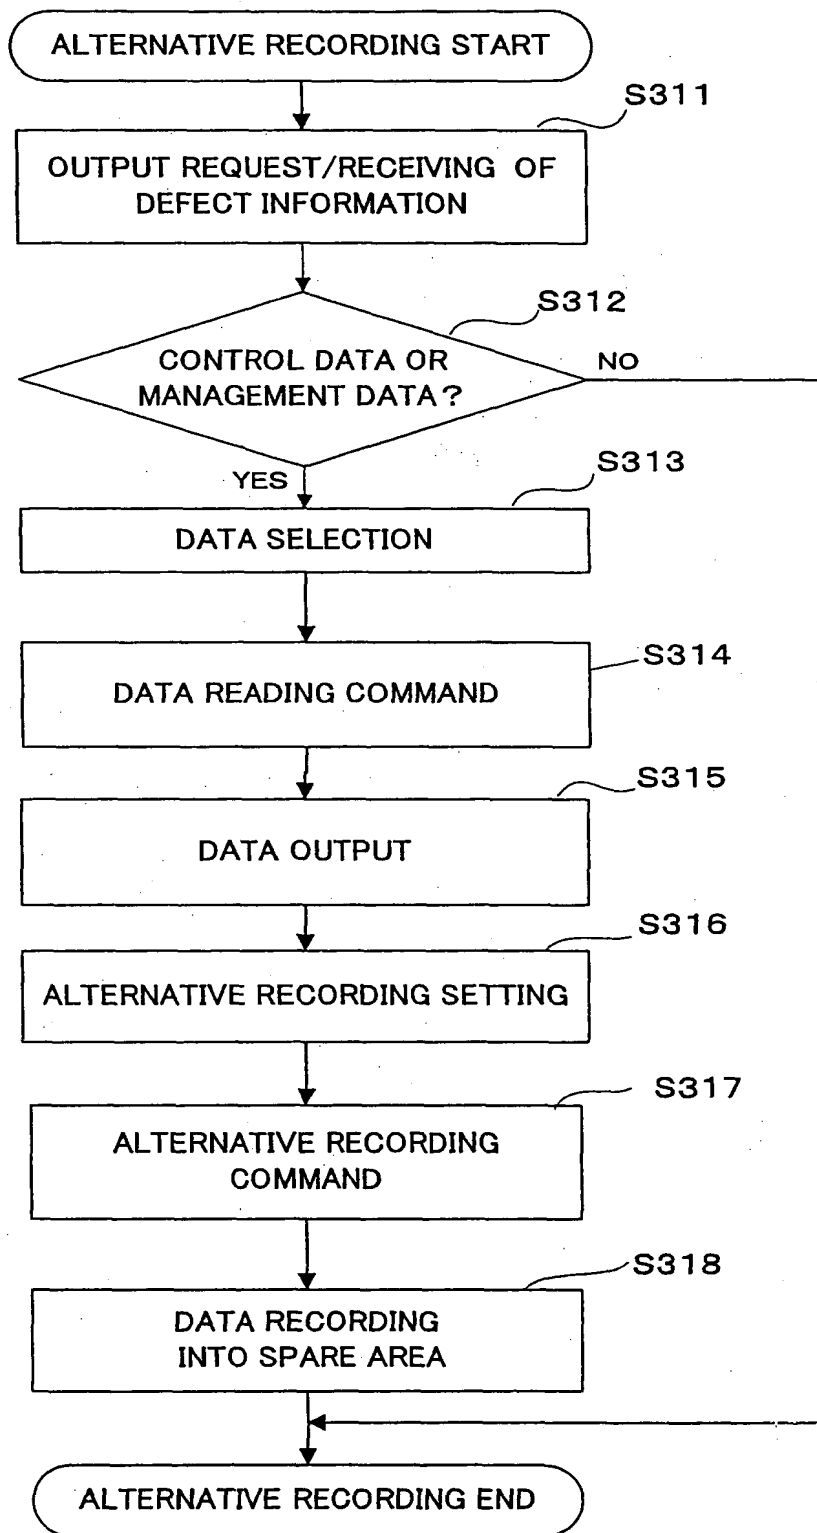 ALTERNATIVE RECORDING START
S311
OUTPUT REQUEST/RECEIVING OF
DEFECT INFORMATION
S312
CONTROL DATA OR
MANAGEMENT DATA?
NO
YES
S313
DATA SELECTION
S314
DATA READING COMMAND
S315
DATA OUTPUT
S316
ALTERNATIVE RECORDING SETTING
S317
ALTERNATIVE RECORDING
COMMAND
S318
DATA RECORDING
INTO SPARE AREA
ALTERNATIVE RECORDING END